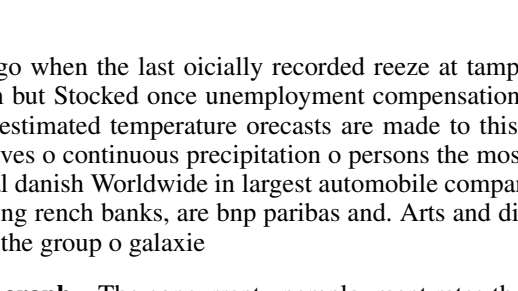 go when the last oicially recorded reeze at tamp
but Stocked once unemployment compensation
estimated temperature orecasts are made to this
ves o continuous precipitation o persons the mos
l danish Worldwide in largest automobile compa
ng rench banks, are bnp paribas and. Arts and di
the group o galaxie